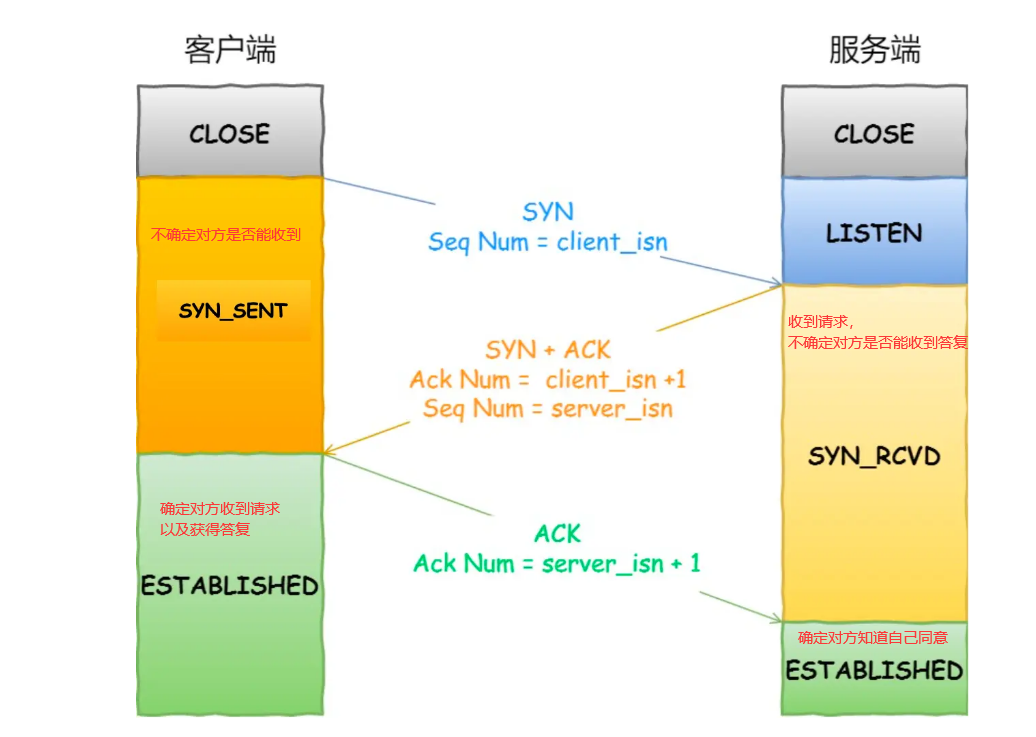 客户端
服务端
CLOSE
CLOSE
SYN
Seq Num = client_isn
不确定对方是否能收到
LISTEN
SYN_SENT
收到请求，
不确定对方是否能收到答复
SYN + ACK
Ack Num = client_isn +1
Seq Num = server_isn
SYN_RCVD
确定对方收到请求
以及获得答复
ACK
Ack Num = server_isn + 1
ESTABLISHED
确定对方知道自己同意
ESTABLISHED